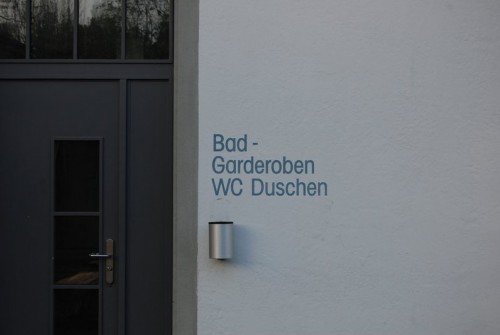 Bad -
Garderoben
WC Duschen